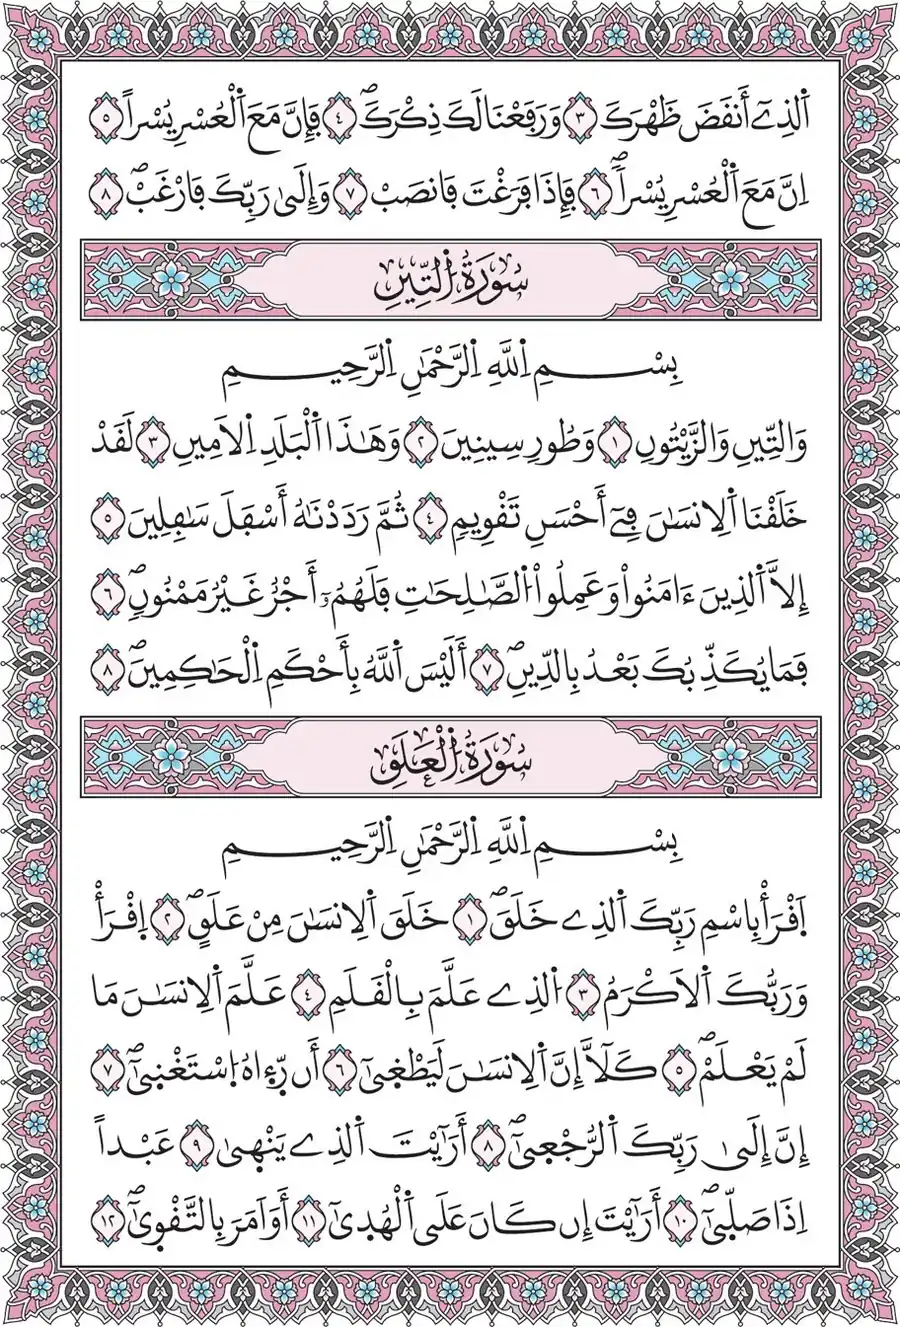 اَ۬لذِےٓ أَنقَضَ ظَهْرَكَ ٣ وَرَفَعْنَا لَكَ ذِكْرَكَۖ ٤ فَإِنَّ مَعَ اَ۬لْعُسْرِ يُسْراً ٥
اِنَّ مَعَ اَ۬لْعُسْرِ يُسْراًۖ ٦ فَإِذَا فَرَغْتَ فَانصَبْ ٧ وَإِلَىٰ رَبِّكَ فَارْغَبۖ ٨
سُورَةُ اُ۬لتِّينِ
بِسْمِ اِ۬للَّهِ اِ۬لرَّحْمَٰنِ اِ۬لرَّحِيمِ
وَالتِّينِ وَالزَّيْتُونِ ١ وَطُورِ سِينِينَ ٢ وَهَٰذَا اَ۬لْبَلَدِ اِ۬لَامِينِ ٣ لَقَدْ
خَلَقْنَا اَ۬لِانسَٰنَ فِےٓ أَحْسَنِ تَقْوِيمٖ ٤ ثُمَّ رَدَدْنَٰهُ أَسْفَلَ سَٰفِلِينَ ٥
إِلَّا اَ۬لذِينَ ءَامَنُواْ وَعَمِلُواْ اُ۬لصَّٰلِحَٰتِ فَلَهُمُۥٓ أَجْرٌ غَيْرُ مَمْنُونٖۖ ٦
فَمَا يُكَذِّبُكَ بَعْدُ بِالدِّينِۖ ٧ أَلَيْسَ اَ۬للَّهُ بِأَحْكَمِ اِ۬لْحَٰكِمِينَۖ ٨
سُورَةُ اُ۬لْعَلَقِ
بِسْمِ اِ۬للَّهِ اِ۬لرَّحْمَٰنِ اِ۬لرَّحِيمِ
اَ۪قْرَأْ بِاسْمِ رَبِّكَ اَ۬لذِے خَلَقَۖ ١ خَلَقَ اَ۬لِانسَٰنَ مِنْ عَلَقٍۖ ٢ اِ۪قْرَأْ
وَرَبُّكَ اَ۬لَاكْرَمُ ٣ اُ۬لذِے عَلَّمَ بِالْقَلَمِ ٤ عَلَّمَ اَ۬لِانسَٰنَ مَا
لَمْ يَعْلَمْۖ ٥ كَلَّآ إِنَّ اَ۬لِانسَٰنَ لَيَطْغ۪ىٰٓ ٦ أَن رّ۪ء۪اهُ اُ۪سْتَغْن۪ىٰٓۖ ٧
إِنَّ إِلَىٰ رَبِّكَ اَ۬لرُّجْع۪ىٰٓۖ ٨ أَرَٰٓيْتَ اَ۬لذِے يَنْه۪ىٰ ٩ عَبْداً
اِذَا صَلّ۪ىٰٓۖ ١٠ أَرَٰٓيْتَ إِن كَانَ عَلَى اَ۬لْهُد۪ىٰٓ ١١ أَوَ اَمَرَ بِالتَّقْو۪ىٰٓۖ ١٢